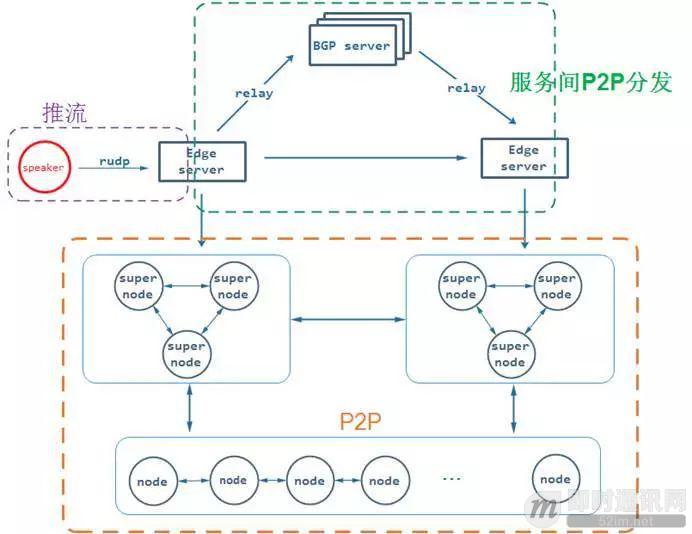 BGP server
relay
relay
服务间P2P分发
推流
speaker
rudp
Edge
server
Edge
server
super
node
super
node
super
node
super
node
super
node
super
node
P2P
node
node
node
node
...
node
即时通讯网
52im.net